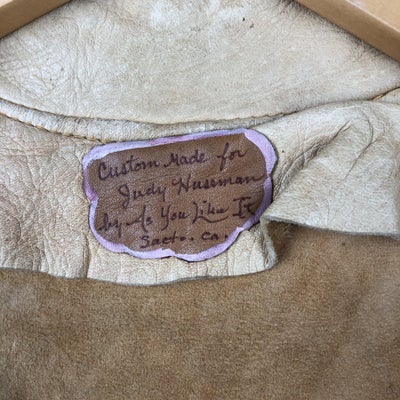 Custom Made for
Judy Huseman
by As You Like It
Sacto. Ca.